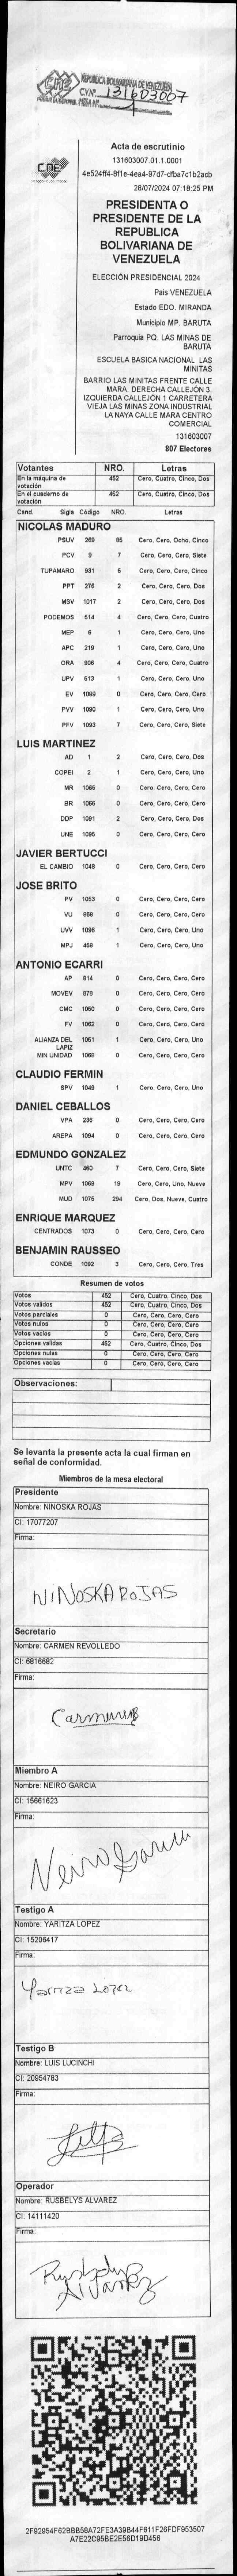 CNE REPUBLICA BOLIVARIANA DE VENEZUELA
131603007
Acta de escrutinio
131603007.01.1.0001
4e524ff4-8f1e-4ea4-97d7-dfba7c1b2acb
28/07/2024 07:18:25 PM
CNE
PRESIDENTA O
PRESIDENTE DE LA
REPUBLICA
BOLIVARIANA DE
VENEZUELA
ELECCIÓN PRESIDENCIAL 2024
Pais VENEZUELA
Estado EDO. MIRANDA
Municipio MP. BARUTA
Parroquia PQ. LAS MINAS DE
BARUTA
ESCUELA BASICA NACIONAL LAS
MINITAS
BARRIO LAS MINITAS FRENTE CALLE
MARA. DERECHA CALLEJÓN 3.
IZQUIERDA CALLEJÓN 1 CARRETERA
VIEJA LAS MINAS ZONA INDUSTRIAL
LA NAYA CALLE MARA CENTRO
COMERCIAL
131603007
807 Electores
Votantes NRO. Letras
En la máquina de votación 452 Cero, Cuatro, Cinco, Dos
En el cuaderno de votación 452 Cero, Cuatro, Cinco, Dos
Cand. Sigla Código NRO. Letras
NICOLAS MADURO
PSUV 269 85 Cero, Cero, Ocho, Cinco
PCV 9 7 Cero, Cero, Cero, Siete
TUPAMARO 931 5 Cero, Cero, Cero, Cinco
PPT 276 2 Cero, Cero, Cero, Dos
MSV 1017 2 Cero, Cero, Cero, Dos
PODEMOS 514 4 Cero, Cero, Cero, Cuatro
MEP 6 1 Cero, Cero, Cero, Uno
APC 219 1 Cero, Cero, Cero, Uno
ORA 906 4 Cero, Cero, Cero, Cuatro
UPV 513 1 Cero, Cero, Cero, Uno
EV 1099 0 Cero, Cero, Cero, Cero
PVV 1090 1 Cero, Cero, Cero, Uno
PFV 1093 7 Cero, Cero, Cero, Siete
LUIS MARTINEZ
AD 1 2 Cero, Cero, Cero, Dos
COPEI 2 1 Cero, Cero, Cero, Uno
MR 1065 0 Cero, Cero, Cero, Cero
BR 1066 0 Cero, Cero, Cero, Cero
DDP 1091 2 Cero, Cero, Cero, Dos
UNE 1095 0 Cero, Cero, Cero, Cero
JAVIER BERTUCCI
EL CAMBIO 1048 0 Cero, Cero, Cero, Cero
JOSE BRITO
PV 1053 0 Cero, Cero, Cero, Cero
VU 868 0 Cero, Cero, Cero, Cero
UVV 1096 1 Cero, Cero, Cero, Uno
MPJ 458 1 Cero, Cero, Cero, Uno
ANTONIO ECARRI
AP 814 0 Cero, Cero, Cero, Cero
MOVEV 878 0 Cero, Cero, Cero, Cero
CMC 1050 0 Cero, Cero, Cero, Cero
FV 1052 0 Cero, Cero, Cero, Cero
ALIANZA DEL LAPIZ 1051 1 Cero, Cero, Cero, Uno
MIN UNIDAD 1069 0 Cero, Cero, Cero, Cero
CLAUDIO FERMIN
SPV 1049 1 Cero, Cero, Cero, Uno
DANIEL CEBALLOS
VPA 236 0 Cero, Cero, Cero, Cero
AREPA 1094 0 Cero, Cero, Cero, Cero
EDMUNDO GONZALEZ
UNTC 460 7 Cero, Cero, Cero, Siete
MPV 1069 19 Cero, Cero, Uno, Nueve
MUD 1075 294 Cero, Dos, Nueve, Cuatro
ENRIQUE MARQUEZ
CENTRADOS 1073 0 Cero, Cero, Cero, Cero
BENJAMIN RAUSSEO
CONDE 1092 3 Cero, Cero, Cero, Tres
Resumen de votos
Votos 452 Cero, Cuatro, Cinco, Dos
Votos validos 452 Cero, Cuatro, Cinco, Dos
Votos parciales 0 Cero, Cero, Cero, Cero
Votos nulos 0 Cero, Cero, Cero, Cero
Votos vacios 0 Cero, Cero, Cero, Cero
Opciones validas 452 Cero, Cuatro, Cinco, Dos
Opciones nulas 0 Cero, Cero, Cero, Cero
Opciones vacias 0 Cero, Cero, Cero, Cero
Observaciones:
Se levanta la presente acta la cual firman en
señal de conformidad.
Miembros de la mesa electoral
Presidente
Nombre: NINOSKA ROJAS
CI: 17077207
Firma:
NINOSKA ROJAS
Secretario
Nombre: CARMEN REVOLLEDO
CI: 6816682
Firma:
Miembro A
Nombre: NEIRO GARCIA
CI: 15661623
Firma:
Neiro Garcia
Testigo A
Nombre: YARITZA LOPEZ
CI: 15206417
Firma:
Yaritza Lopez
Testigo B
Nombre: LUIS LUCINCHI
CI: 20954783
Firma:
Operador
Nombre: RUSBELYS ALVAREZ
CI: 14111420
Firma:
Rusbelys
Alvarez
2F92954F62BBB58A72FE3A39B44F611F26FDF953507
A7E22C95BE2E56D19D456